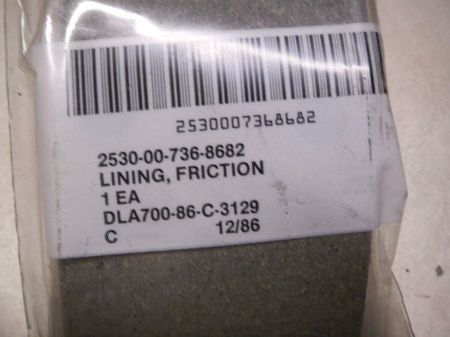 2530007368682
2530-00-736-8682
LINING, FRICTION
1 EA
DLA700-86-C-3129
C 12/86